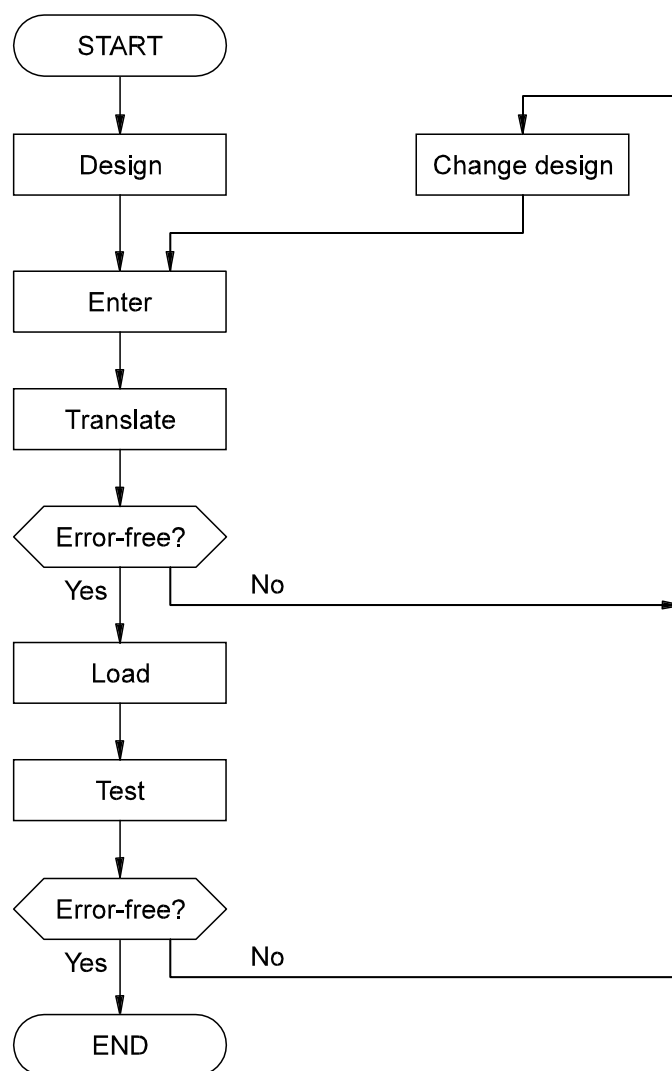 START
Design
Change design
Enter
Translate
Error-free?
Yes
No
Load
Test
Error-free?
Yes
No
END